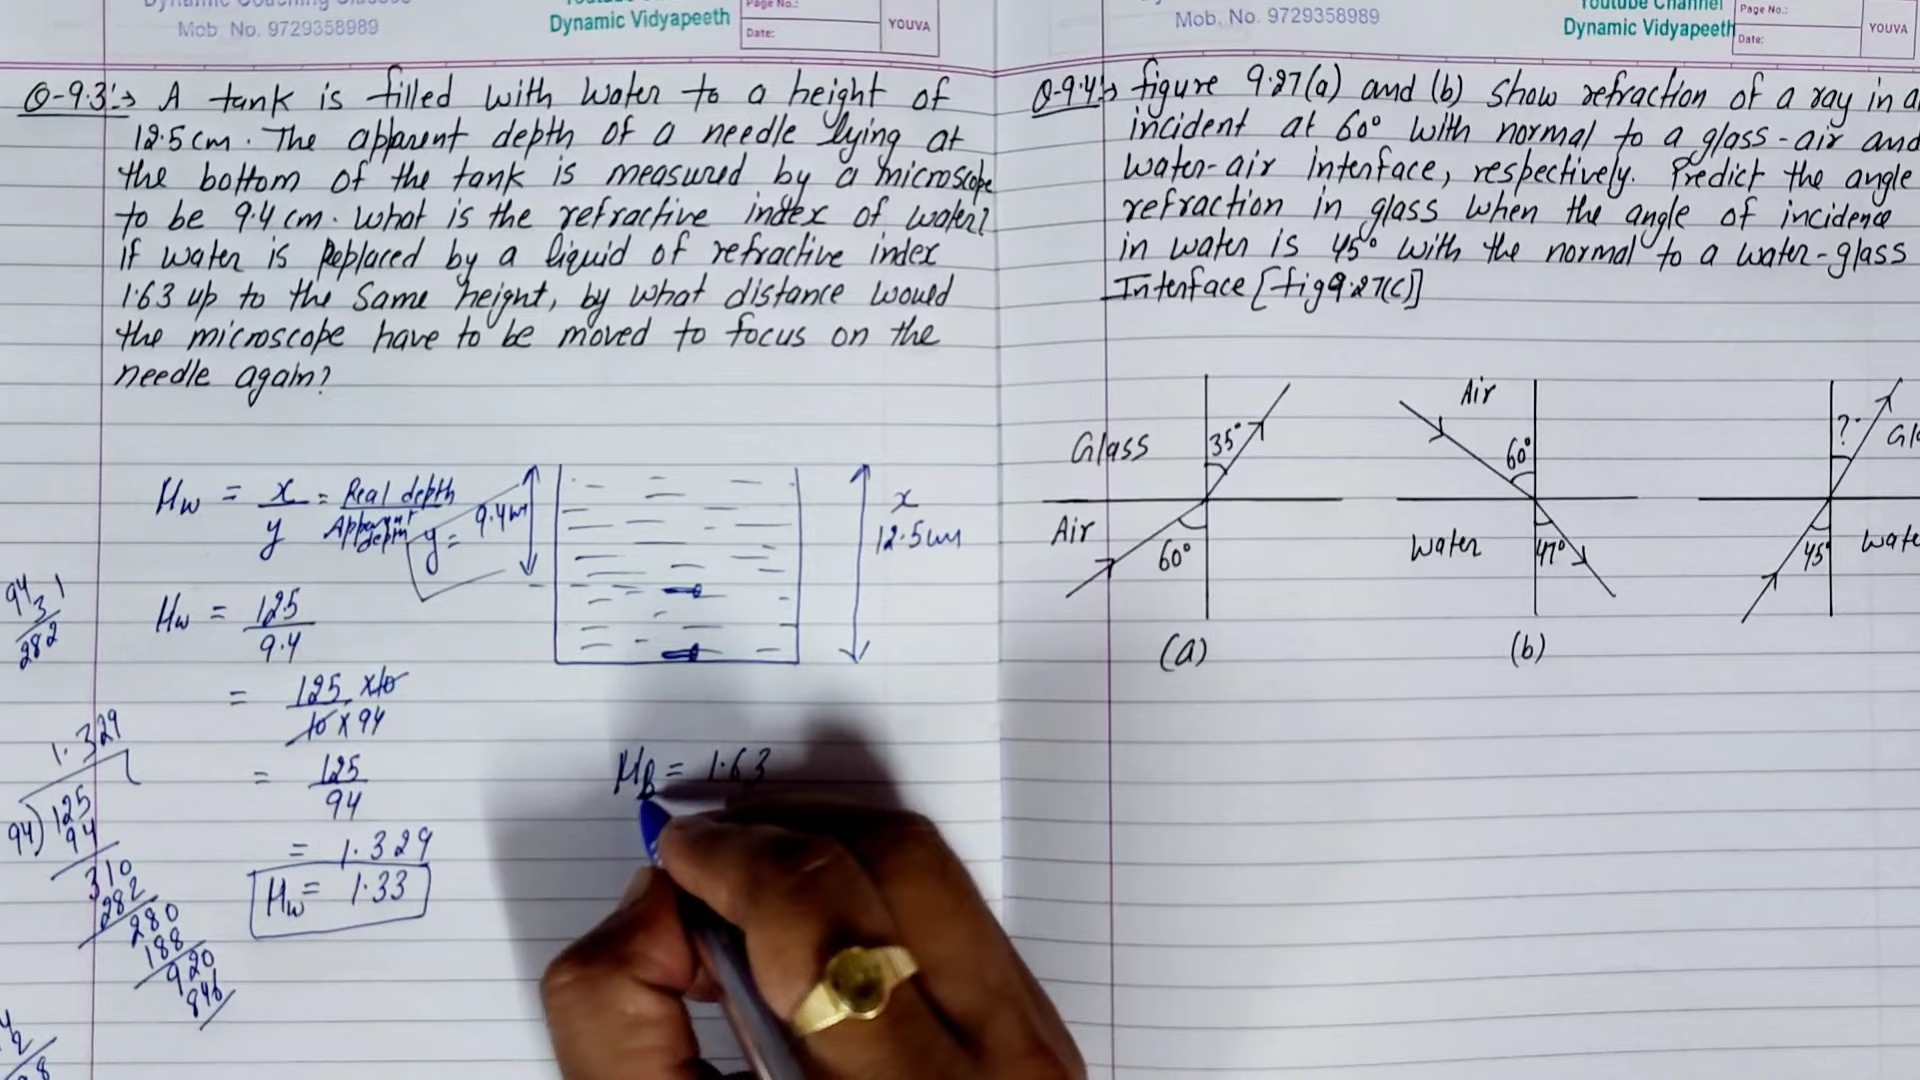 Mob. No. 9729358989
Dynamic Vidyapeeth
Page No.:
Date:
YOUVA
Q-9.3:→ A tank is filled with water to a height of
12.5cm. The apparent depth of a needle lying at
the bottom of the tank is measured by a microscope
to be 9.4 cm. What is the refractive index of water?
if water is Replaced by a liquid of refractive index
1.63 up to the same height, by what distance would
the microscope have to be moved to focus on the
needle again?
μw = x/y = Real depth/Apparent depth
y = 9.4cm
x
12.5cm
94
3
282
μw = 12.5/9.4
= 125 × 10/10 × 94
= 125/94
= 1.329
μw = 1.33
1.329
94)125
94
310
282
280
188
920
846
μB = 1.63
Mob. No. 9729358989
Youtube Channel
Dynamic Vidyapeeth
Page No.:
Date:
YOUVA
Q-9.4:→ figure 9.27(a) and (b) show refraction of a ray in
incident at 60° with normal to a glass-air and
water-air interface, respectively. Predict the angle
refraction in glass when the angle of incidence
in water is 45° with the normal to a water-glass
Interface [fig 9.27(c)]
Glass
35°
Air
60°
(a)
Air
60°
Water
47°
(b)
?
45°